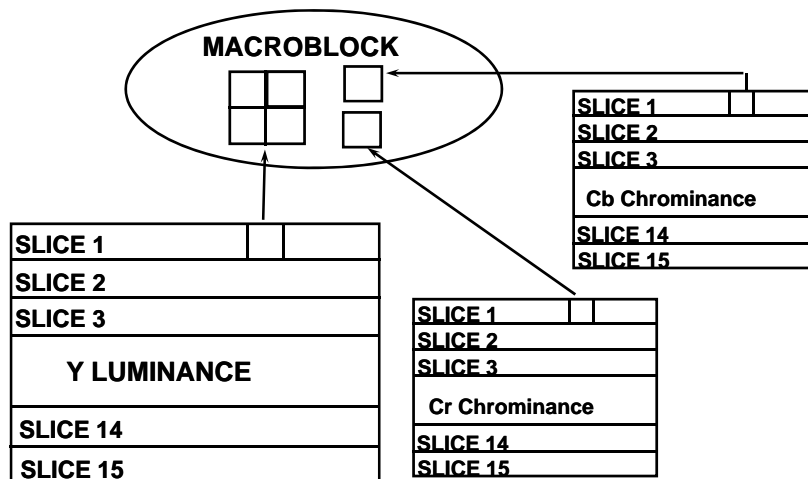 MACROBLOCK
SLICE 1
SLICE 2
SLICE 3
Cb Chrominance
SLICE 14
SLICE 15
SLICE 1
SLICE 2
SLICE 3
Y LUMINANCE
SLICE 14
SLICE 15
SLICE 1
SLICE 2
SLICE 3
Cr Chrominance
SLICE 14
SLICE 15